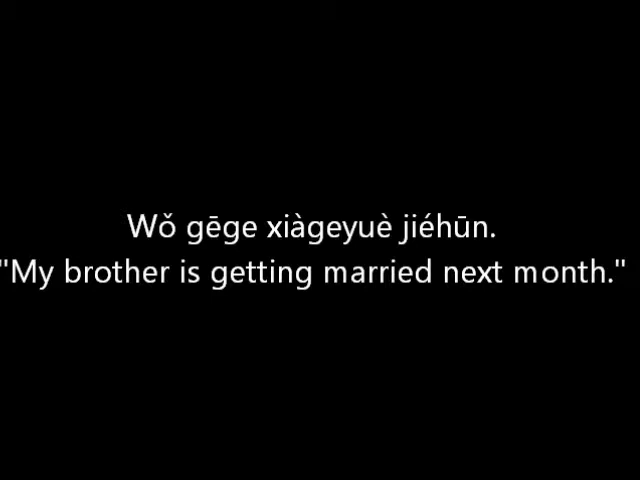 Wǒ gēge xiàgeyuè jiéhūn.
"My brother is getting married next month."